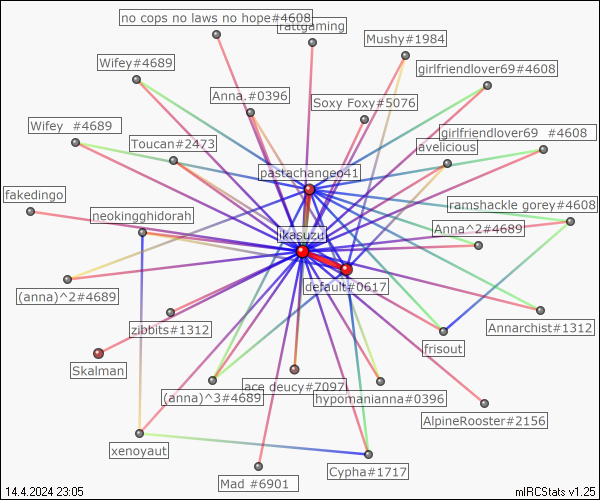 no cops no laws no hope#4608
rattgaming
Mushy#1984
Wifey#4689
girlfriendlover69#4608
Anna.#0396
Soxy Foxy#5076
Wifey  #4689
Toucan#2473
girlfriendlover69  #4608
avelicious
pastachangeo41
fakedingo
neokingghidorah
ramshackle gorey#4608
ikasuzu
Anna^2#4689
default#0617
(anna)^2#4689
zibbits#1312
Annarchist#1312
frisout
Skalman
(anna)^3#4689
ace deucy#7097
hypomanianna#0396
AlpineRooster#2156
xenoyaut
Mad #6901
Cypha#1717
14.4.2024 23:05
mIRCStats v1.25